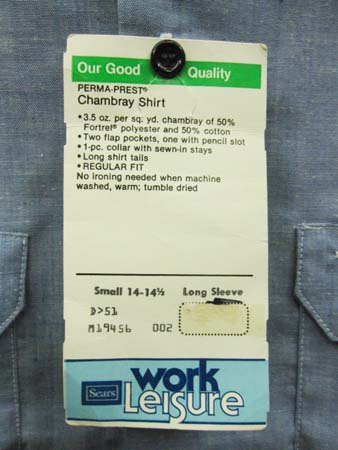 Our Good Quality
PERMA-PREST®
Chambray Shirt
•3.5 oz. per sq. yd. chambray of 50%
Fortrel® polyester and 50% cotton
•Two flap pockets, one with pencil slot
•1-pc. collar with sewn-in stays
•Long shirt tails
•REGULAR FIT
No ironing needed when machine
washed, warm; tumble dried
Small 14-14½ Long Sleeve
D>51
M19456 002
Sears
work
Leisure